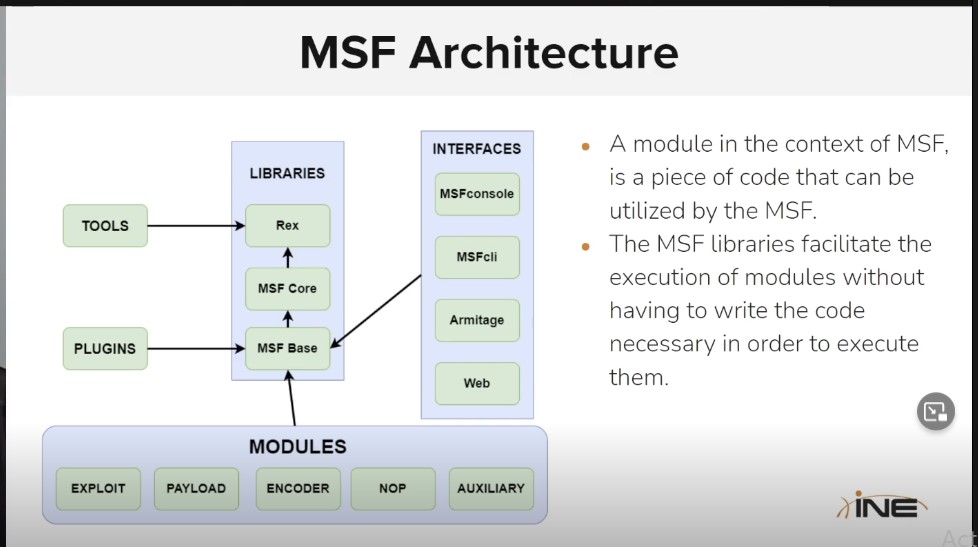 MSF Architecture
LIBRARIES
Rex
MSF Core
MSF Base
TOOLS
PLUGINS
INTERFACES
MSFconsole
MSFcli
Armitage
Web
MODULES
EXPLOIT
PAYLOAD
ENCODER
NOP
AUXILIARY
A module in the context of MSF,
is a piece of code that can be
utilized by the MSF.
The MSF libraries facilitate the
execution of modules without
having to write the code
necessary in order to execute
them.
INE